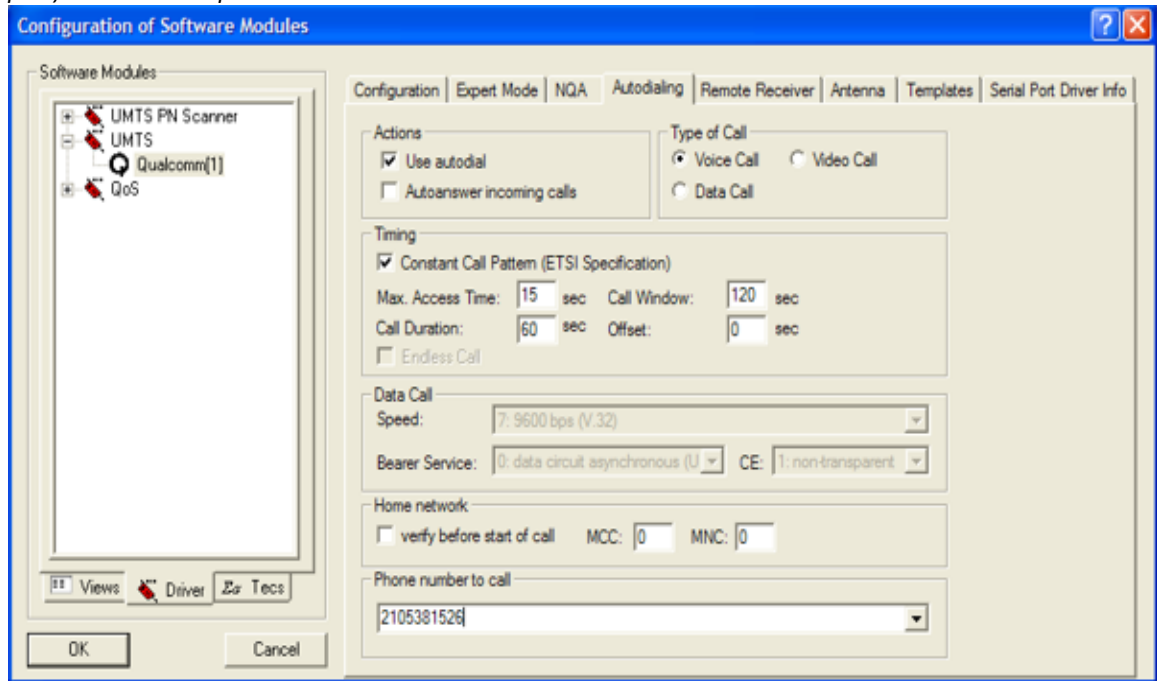 Configuration of Software Modules
Software Modules
UMTS PN Scanner
UMTS
Qualcomm[1]
QoS
Views Driver Σσ Tecs
OK Cancel
Configuration Expert Mode NQA Autodialing Remote Receiver Antenna Templates Serial Port Driver Info
Actions
Use autodial
Autoanswer incoming calls
Type of Call
Voice Call Video Call
Data Call
Timing
Constant Call Pattern (ETSI Specification)
Max. Access Time: 15 sec Call Window: 120 sec
Call Duration: 60 sec Offset: 0 sec
Endless Call
Data Call
Speed: 7: 9600 bps (V.32)
Bearer Service: 0: data circuit asynchronous (U CE: 1: non-transparent
Home network
verify before start of call MCC: 0 MNC: 0
Phone number to call
2105381526